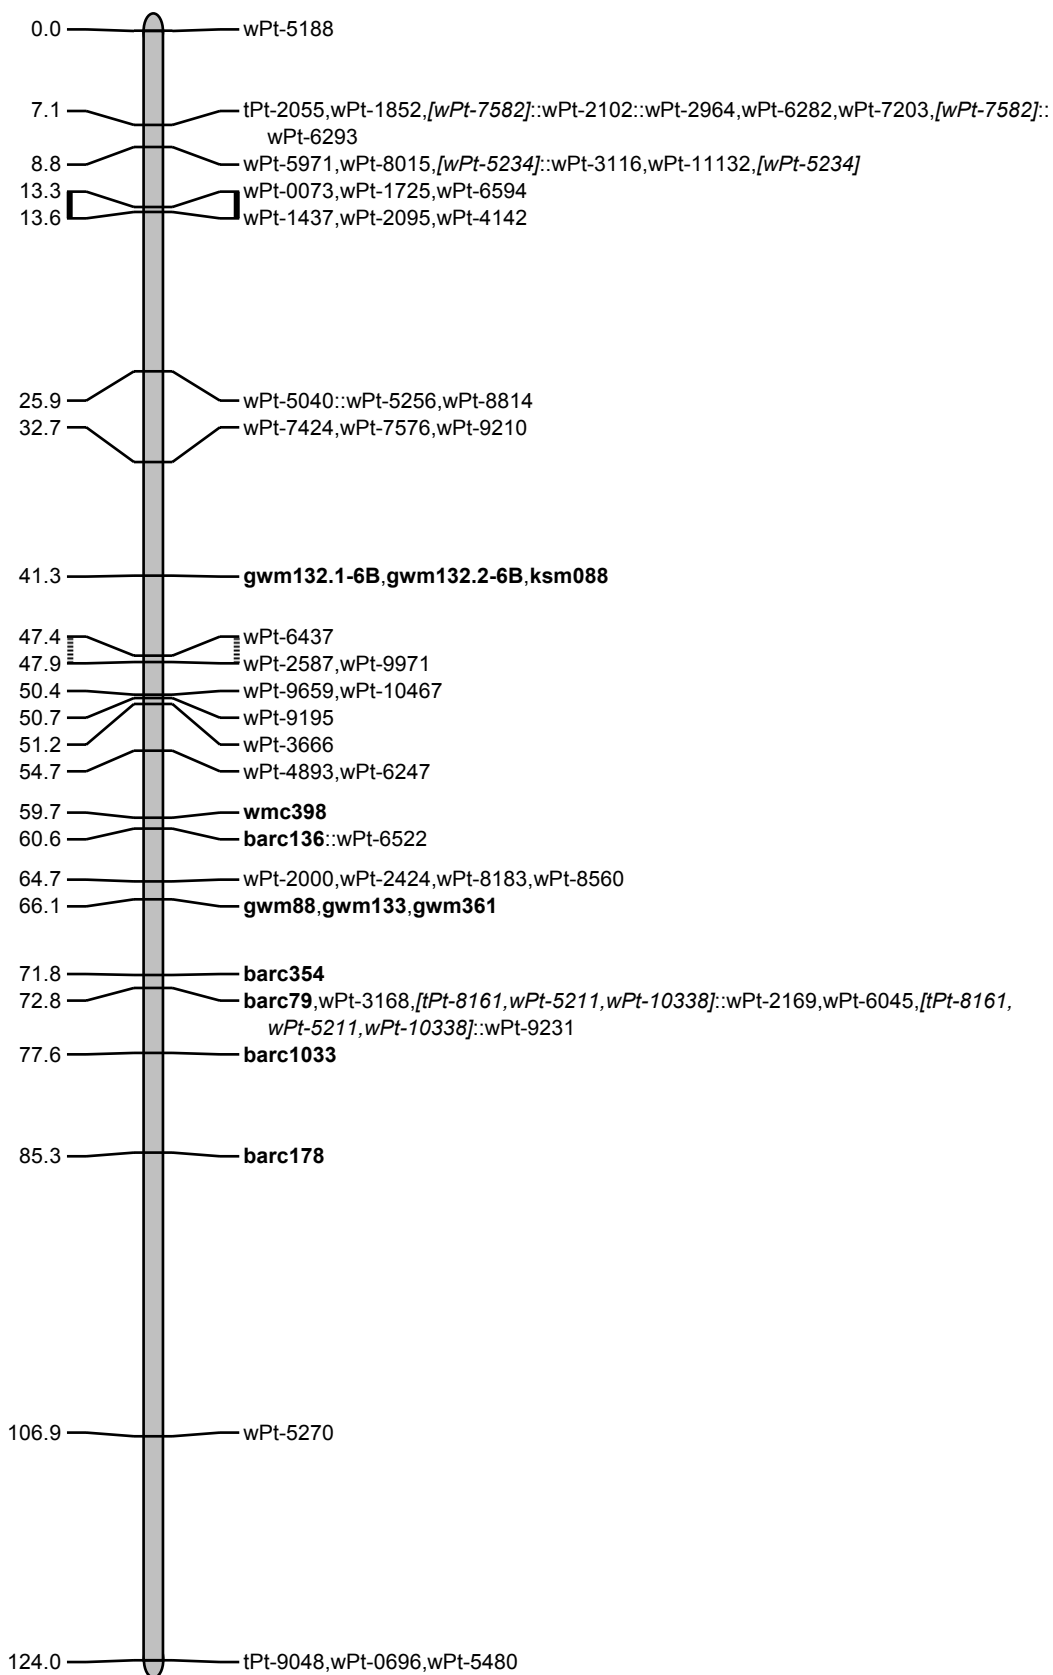 0.0 wPt-5188
7.1 tPt-2055,wPt-1852,[wPt-7582]::wPt-2102::wPt-2964,wPt-6282,wPt-7203,[wPt-7582]::
wPt-6293
8.8 wPt-5971,wPt-8015,[wPt-5234]::wPt-3116,wPt-11132,[wPt-5234]
13.3 wPt-0073,wPt-1725,wPt-6594
13.6 wPt-1437,wPt-2095,wPt-4142
25.9 wPt-5040::wPt-5256,wPt-8814
32.7 wPt-7424,wPt-7576,wPt-9210
41.3 gwm132.1-6B,gwm132.2-6B,ksm088
47.4 wPt-6437
47.9 wPt-2587,wPt-9971
50.4 wPt-9659,wPt-10467
50.7 wPt-9195
51.2 wPt-3666
54.7 wPt-4893,wPt-6247
59.7 wmc398
60.6 barc136::wPt-6522
64.7 wPt-2000,wPt-2424,wPt-8183,wPt-8560
66.1 gwm88,gwm133,gwm361
71.8 barc354
72.8 barc79,wPt-3168,[tPt-8161,wPt-5211,wPt-10338]::wPt-2169,wPt-6045,[tPt-8161,
wPt-5211,wPt-10338]::wPt-9231
77.6 barc1033
85.3 barc178
106.9 wPt-5270
124.0 tPt-9048,wPt-0696,wPt-5480